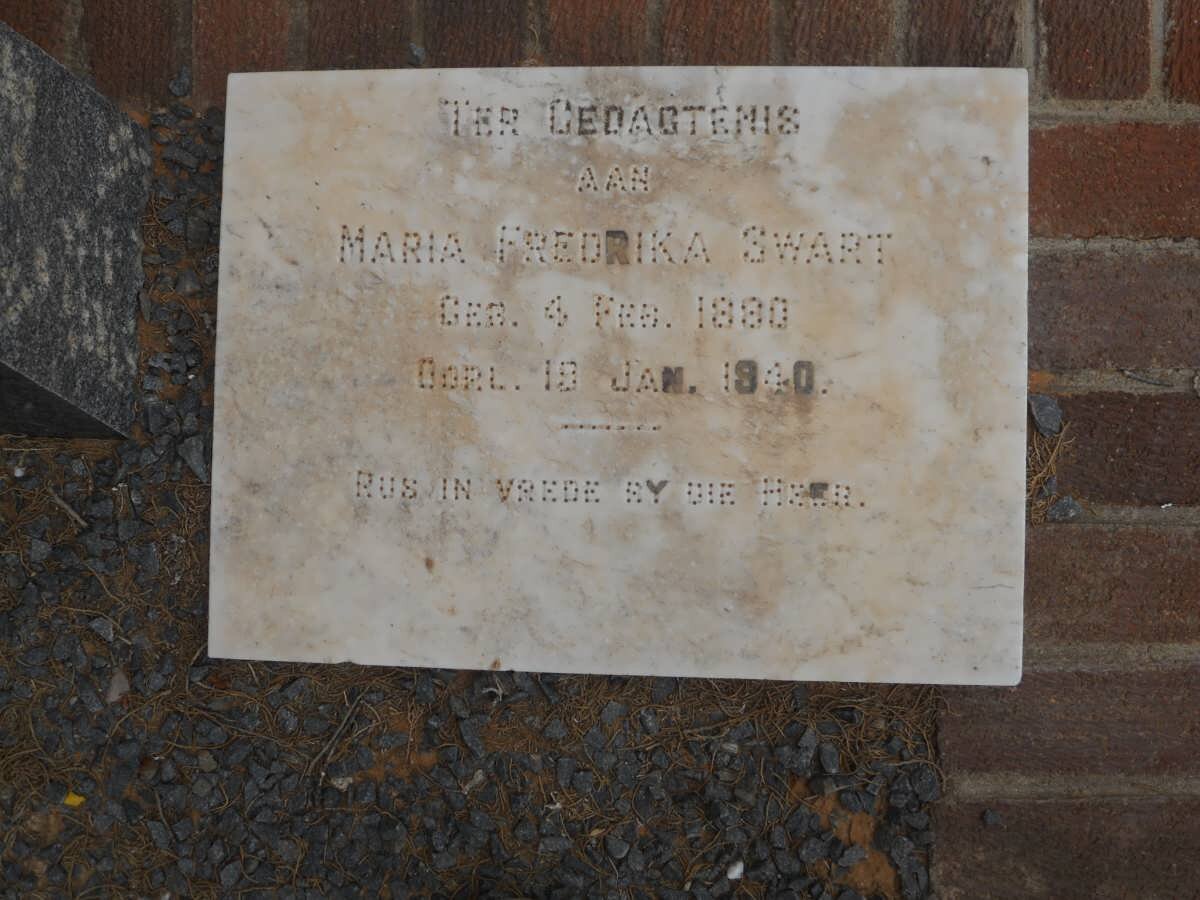 TER GEDAGTENIS
AAN
MARIA FREDRIKA SWART
GEB. 4 FEB. 1880
OORL. 19 JAN. 1940.
RUS IN VREDE BY DIE HEER.